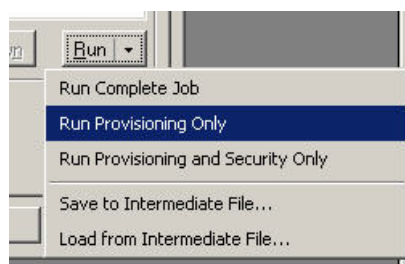 Run
Run Complete Job
Run Provisioning Only
Run Provisioning and Security Only
Save to Intermediate File...
Load from Intermediate File...